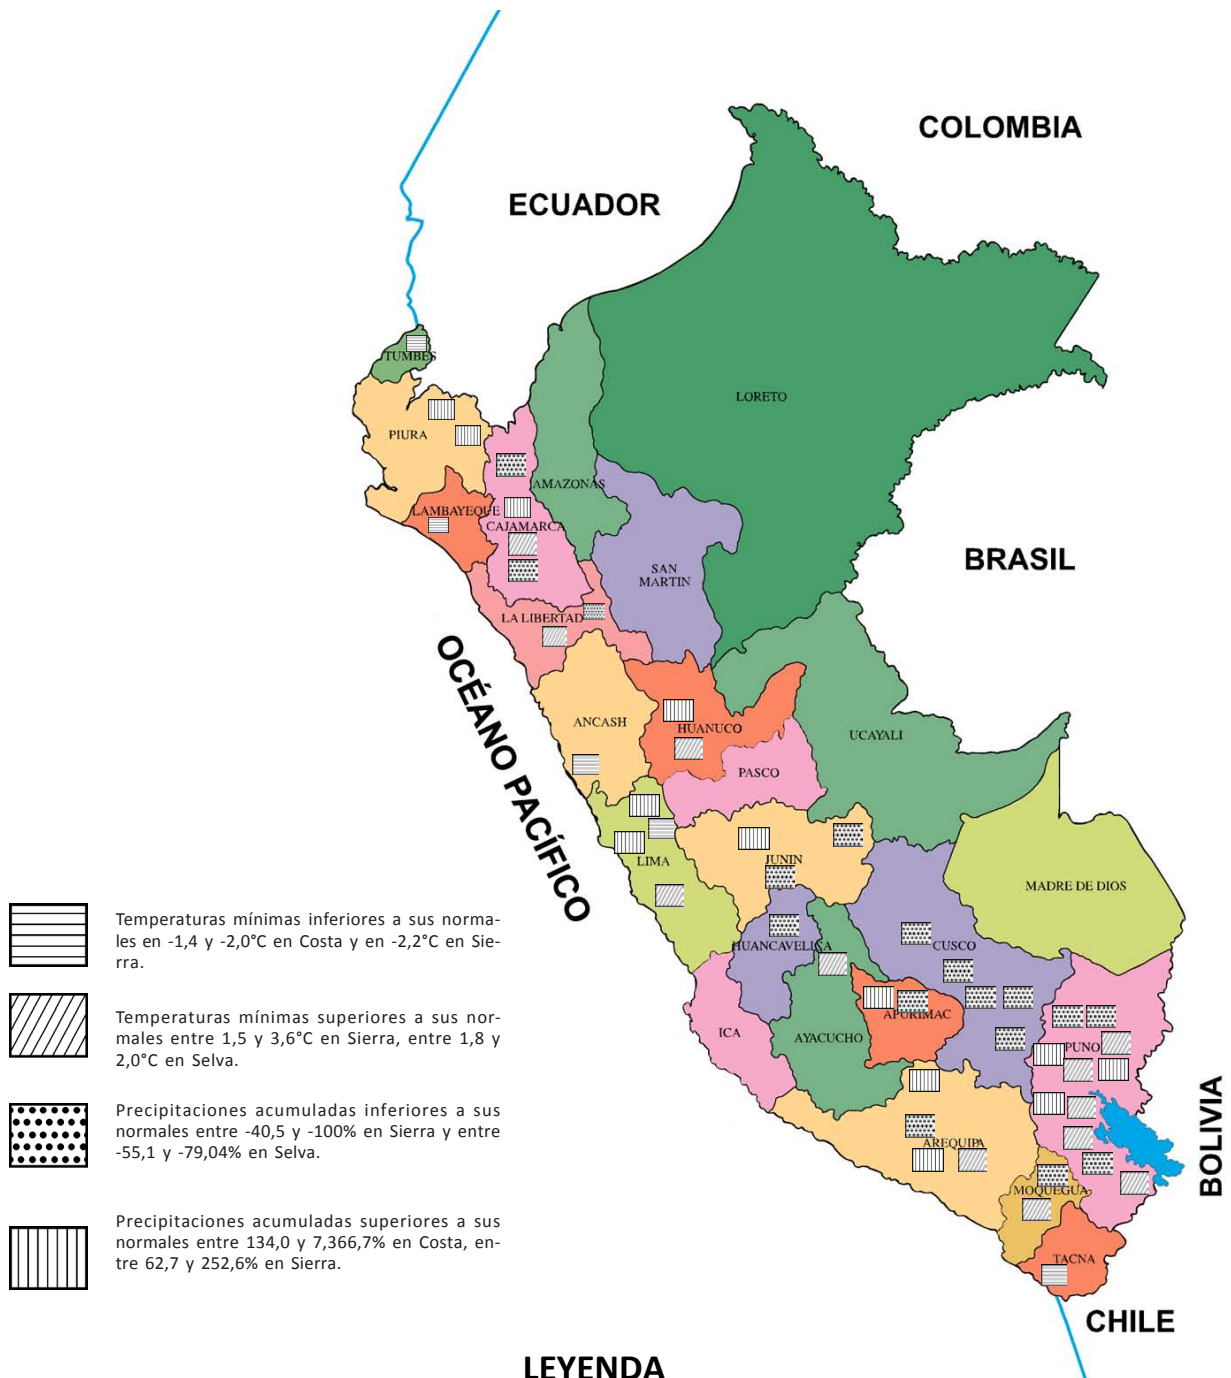 COLOMBIA
ECUADOR
TUMBES
LORETO
PIURA
AMAZONAS
LAMBAYEQUE
CAJAMARCA
BRASIL
SAN
MARTIN
LA LIBERTAD
OCÉANO PACÍFICO
ANCASH
HUANUCO
UCAYALI
PASCO
LIMA
JUNIN
MADRE DE DIOS
HUANCAVELICA
CUSCO
APURIMAC
ICA
AYACUCHO
PUNO
AREQUIPA
MOQUEGUA
BOLIVIA
TACNA
CHILE
Temperaturas mínimas inferiores a sus norma-
les en -1,4 y -2,0°C en Costa y en -2,2°C en Sie-
rra.
Temperaturas mínimas superiores a sus nor-
males entre 1,5 y 3,6°C en Sierra, entre 1,8 y
2,0°C en Selva.
Precipitaciones acumuladas inferiores a sus
normales entre -40,5 y -100% en Sierra y entre
-55,1 y -79,04% en Selva.
Precipitaciones acumuladas superiores a sus
normales entre 134,0 y 7,366,7% en Costa, en-
tre 62,7 y 252,6% en Sierra.
LEYENDA